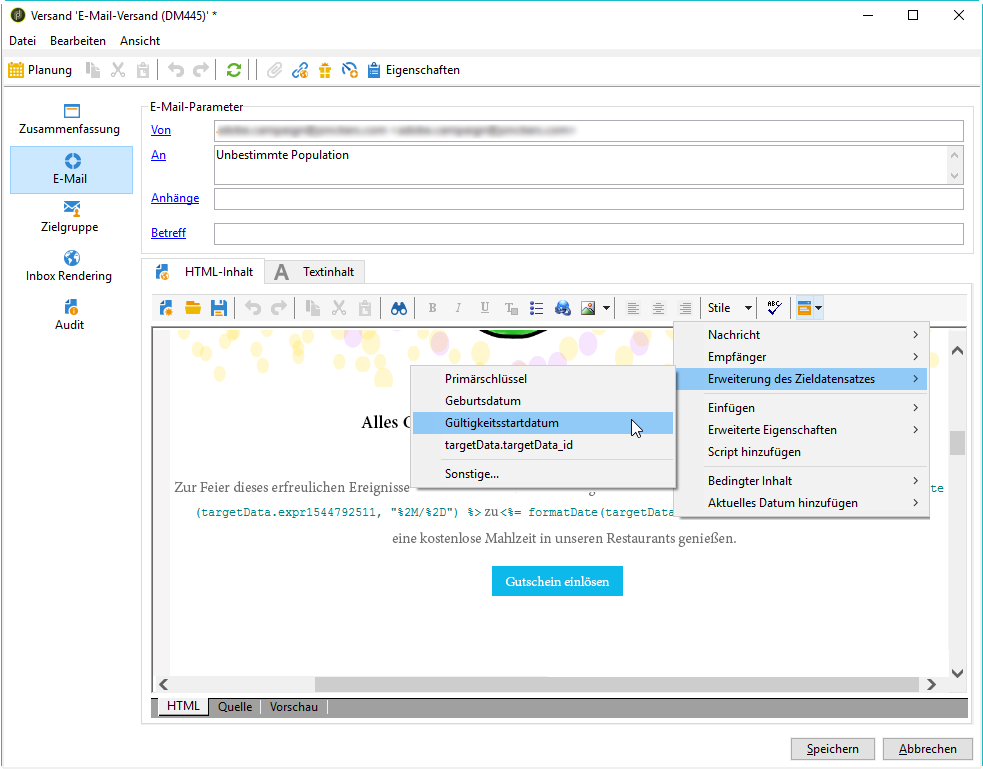 Versand 'E-Mail-Versand (DM445)' *
Datei Bearbeiten Ansicht
Planung Eigenschaften
Zusammenfassung
E-Mail
Zielgruppe
Inbox Rendering
Audit
E-Mail-Parameter
Von
An Unbestimmte Population
Anhänge
Betreff
HTML-Inhalt A Textinhalt
B I U Stile ABC
Nachricht
Empfänger
Erweiterung des Zieldatensatzes
Einfügen
Erweiterte Eigenschaften
Script hinzufügen
Bedingter Inhalt
Aktuelles Datum hinzufügen
Primärschlüssel
Geburtsdatum
Gültigkeitsstartdatum
targetData.targetData_id
Sonstige...
Alles
Zur Feier dieses erfreulichen Ereignisse te
(targetData.expr1544792511, "%2M/%2D") %> zu <%= formatDate(targetData
eine kostenlose Mahlzeit in unseren Restaurants genießen.
Gutschein einlösen
HTML Quelle Vorschau
Speichern Abbrechen